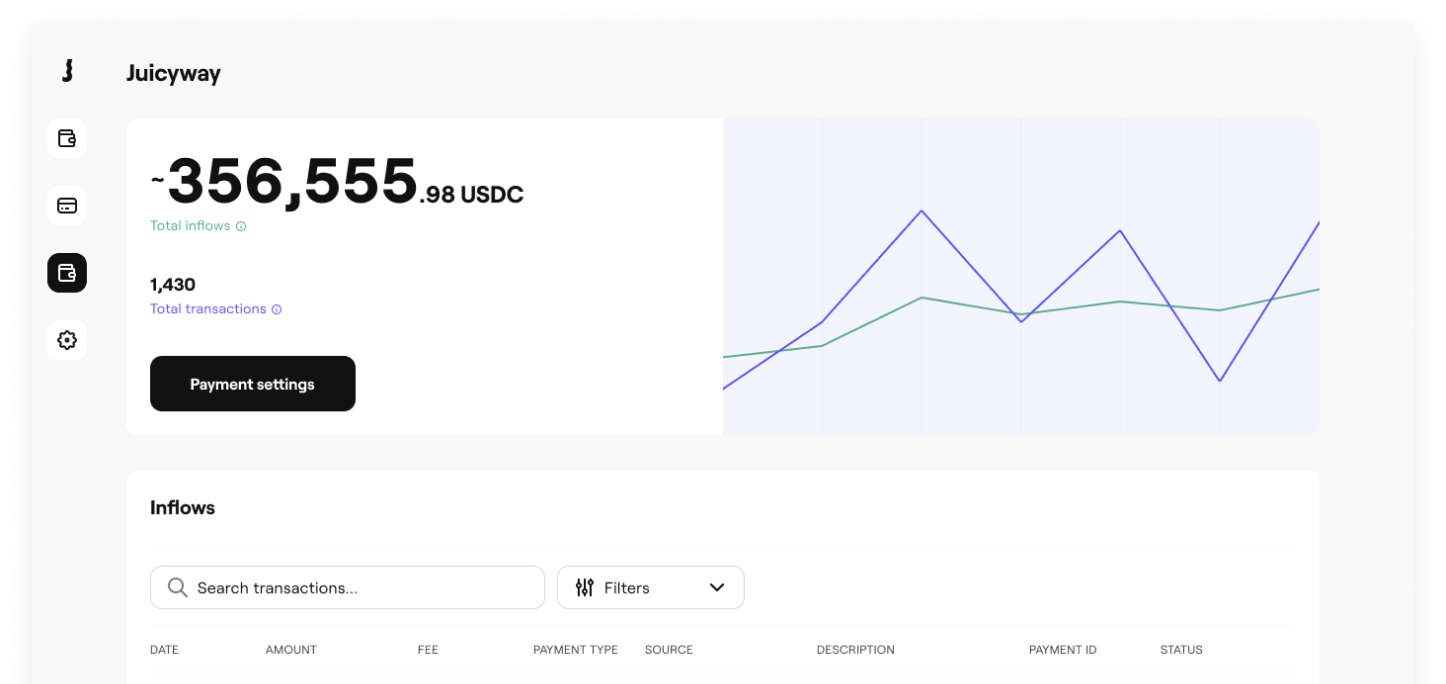 Juicyway
~356,555.98 USDC
Total inflows
1,430
Total transactions
Payment settings
Inflows
Search transactions...
Filters
DATE AMOUNT FEE PAYMENT TYPE SOURCE DESCRIPTION PAYMENT ID STATUS